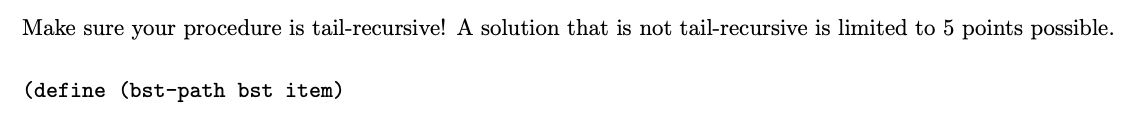 Make sure your procedure is tail-recursive! A solution that is not tail-recursive is limited to 5 points possible.
(define (bst-path bst item)